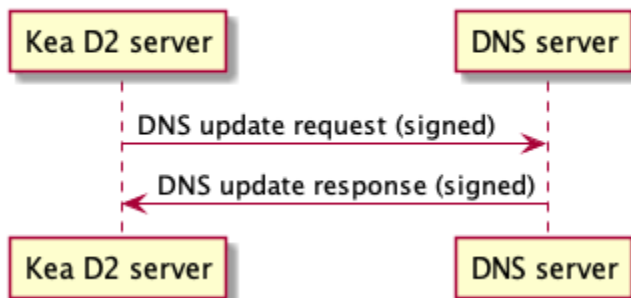 Kea D2 server
DNS server
DNS update request (signed)
DNS update response (signed)
Kea D2 server
DNS server